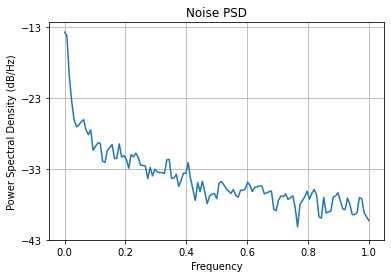 Noise PSD
Power Spectral Density (dB/Hz)
−13
−23
−33
−43
0.0 0.2 0.4 0.6 0.8 1.0
Frequency